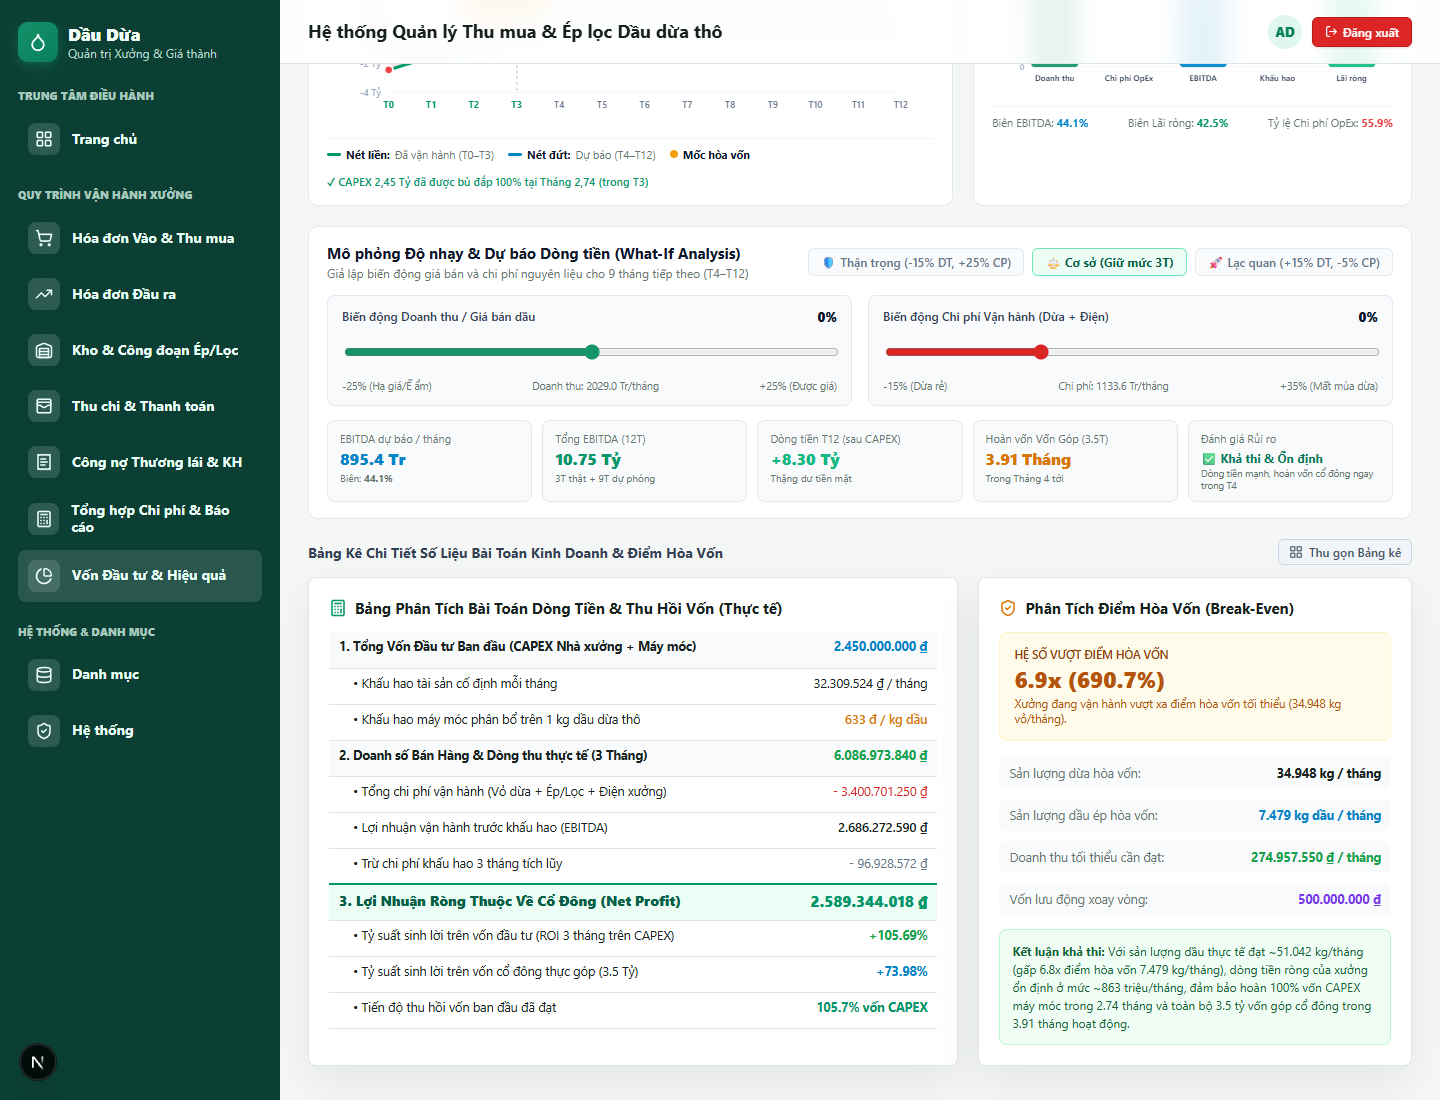 Dầu Dừa
Quản trị Xưởng & Giá thành
TRUNG TÂM ĐIỀU HÀNH
Trang chủ
QUY TRÌNH VẬN HÀNH XƯỞNG
Hóa đơn Vào & Thu mua
Hóa đơn Đầu ra
Kho & Công đoạn Ép/Lọc
Thu chi & Thanh toán
Công nợ Thương lái & KH
Tổng hợp Chi phí & Báo
cáo
Vốn Đầu tư & Hiệu quả
HỆ THỐNG & DANH MỤC
Danh mục
Hệ thống
N
Hệ thống Quản lý Thu mua & Ép lọc Dầu dừa thô
AD
Đăng xuất
-2 Tỷ
-4 Tỷ
T0 T1 T2 T3 T4 T5 T6 T7 T8 T9 T10 T11 T12
Nét liền: Đã vận hành (T0–T3) Nét đứt: Dự báo (T4–T12) Mốc hòa vốn
✓ CAPEX 2,45 Tỷ đã được bù đắp 100% tại Tháng 2,74 (trong T3)
0
Doanh thu Chi phí OpEx EBITDA Khấu hao Lãi ròng
Biên EBITDA: 44.1% Biên Lãi ròng: 42.5% Tỷ lệ Chi phí OpEx: 55.9%
Mô phỏng Độ nhạy & Dự báo Dòng tiền (What-If Analysis)
Giả lập biến động giá bán và chi phí nguyên liệu cho 9 tháng tiếp theo (T4–T12)
Thận trọng (-15% DT, +25% CP)
Cơ sở (Giữ mức 3T)
Lạc quan (+15% DT, -5% CP)
Biến động Doanh thu / Giá bán dầu 0%
-25% (Hạ giá/Ế ẩm) Doanh thu: 2029.0 Tr/tháng +25% (Được giá)
Biến động Chi phí Vận hành (Dừa + Điện) 0%
-15% (Dừa rẻ) Chi phí: 1133.6 Tr/tháng +35% (Mất mùa dừa)
EBITDA dự báo / tháng
895.4 Tr
Biên: 44.1%
Tổng EBITDA (12T)
10.75 Tỷ
3T thật + 9T dự phóng
Dòng tiền T12 (sau CAPEX)
+8.30 Tỷ
Thặng dư tiền mặt
Hoàn vốn Vốn Góp (3.5T)
3.91 Tháng
Trong Tháng 4 tới
Đánh giá Rủi ro
✅ Khả thi & Ổn định
Dòng tiền mạnh, hoàn vốn cổ đông ngay
trong T4
Bảng Kê Chi Tiết Số Liệu Bài Toán Kinh Doanh & Điểm Hòa Vốn
Thu gọn Bảng kê
Bảng Phân Tích Bài Toán Dòng Tiền & Thu Hồi Vốn (Thực tế)
1. Tổng Vốn Đầu tư Ban đầu (CAPEX Nhà xưởng + Máy móc) 2.450.000.000 ₫
• Khấu hao tài sản cố định mỗi tháng 32.309.524 ₫ / tháng
• Khấu hao máy móc phân bổ trên 1 kg dầu dừa thô 633 đ / kg dầu
2. Doanh số Bán Hàng & Dòng thu thực tế (3 Tháng) 6.086.973.840 ₫
• Tổng chi phí vận hành (Vỏ dừa + Ép/Lọc + Điện xưởng) - 3.400.701.250 ₫
• Lợi nhuận vận hành trước khấu hao (EBITDA) 2.686.272.590 ₫
• Trừ chi phí khấu hao 3 tháng tích lũy - 96.928.572 ₫
3. Lợi Nhuận Ròng Thuộc Về Cổ Đông (Net Profit) 2.589.344.018 ₫
• Tỷ suất sinh lời trên vốn đầu tư (ROI 3 tháng trên CAPEX) +105.69%
• Tỷ suất sinh lời trên vốn cổ đông thực góp (3.5 Tỷ) +73.98%
• Tiến độ thu hồi vốn ban đầu đã đạt 105.7% vốn CAPEX
Phân Tích Điểm Hòa Vốn (Break-Even)
HỆ SỐ VƯỢT ĐIỂM HÒA VỐN
6.9x (690.7%)
Xưởng đang vận hành vượt xa điểm hòa vốn tối thiểu (34.948 kg
vỏ/tháng).
Sản lượng dừa hòa vốn: 34.948 kg / tháng
Sản lượng dầu ép hòa vốn: 7.479 kg dầu / tháng
Doanh thu tối thiểu cần đạt: 274.957.550 ₫ / tháng
Vốn lưu động xoay vòng: 500.000.000 ₫
Kết luận khả thi: Với sản lượng dầu thực tế đạt ~51.042 kg/tháng
(gấp 6.8x điểm hòa vốn 7.479 kg/tháng), dòng tiền ròng của xưởng
ổn định ở mức ~863 triệu/tháng, đảm bảo hoàn 100% vốn CAPEX
máy móc trong 2.74 tháng và toàn bộ 3.5 tỷ vốn góp cổ đông trong
3.91 tháng hoạt động.